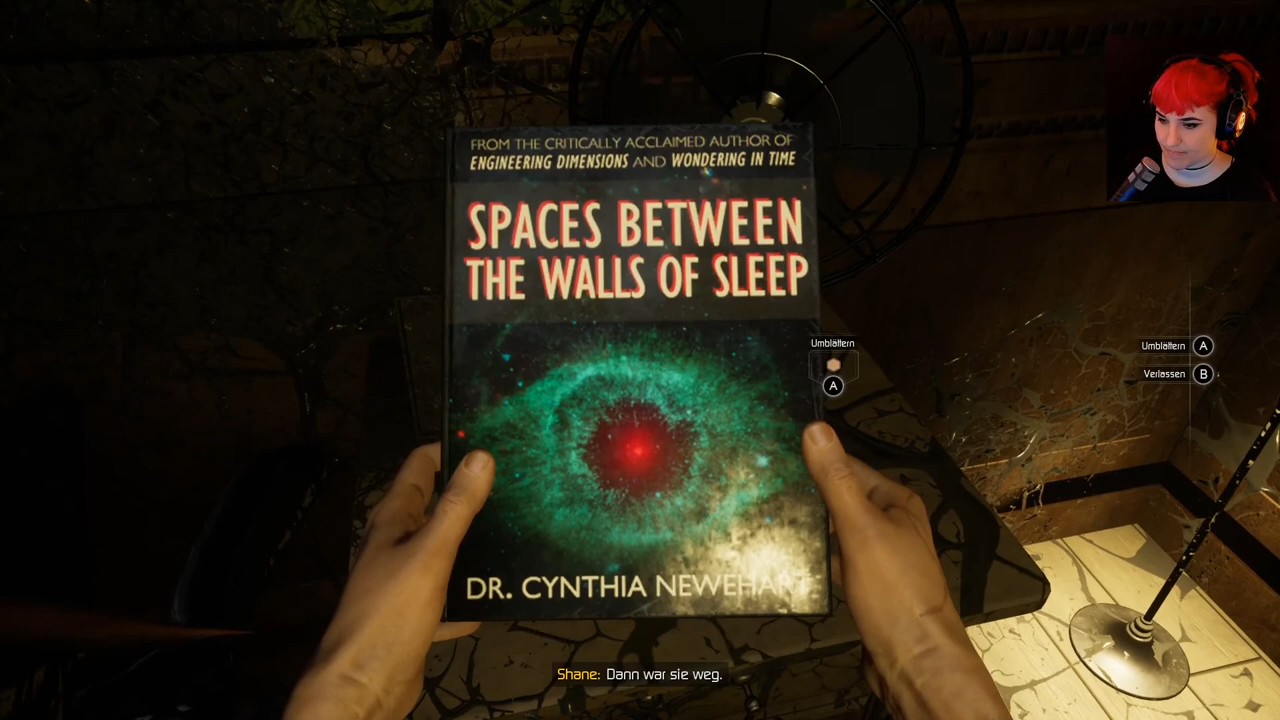 FROM THE CRITICALLY ACCLAIMED AUTHOR OF
ENGINEERING DIMENSIONS AND WONDERING IN TIME
SPACES BETWEEN
THE WALLS OF SLEEP
DR. CYNTHIA NEWEHART
Umblättern
A
Umblättern A
Verlassen B
Shane: Dann war sie weg.